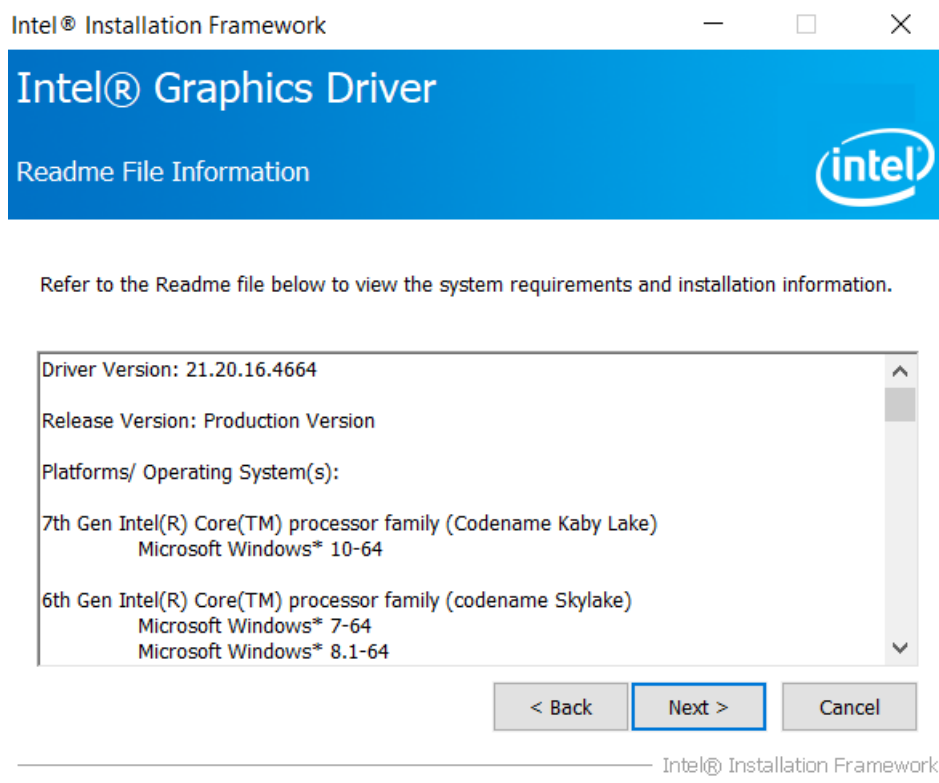 Intel® Installation Framework
Intel® Graphics Driver
Readme File Information
intel
Refer to the Readme file below to view the system requirements and installation information.
Driver Version: 21.20.16.4664
Release Version: Production Version
Platforms/ Operating System(s):
7th Gen Intel(R) Core(TM) processor family (Codename Kaby Lake)
Microsoft Windows* 10-64
6th Gen Intel(R) Core(TM) processor family (codename Skylake)
Microsoft Windows* 7-64
Microsoft Windows* 8.1-64
< Back Next > Cancel
Intel® Installation Framework